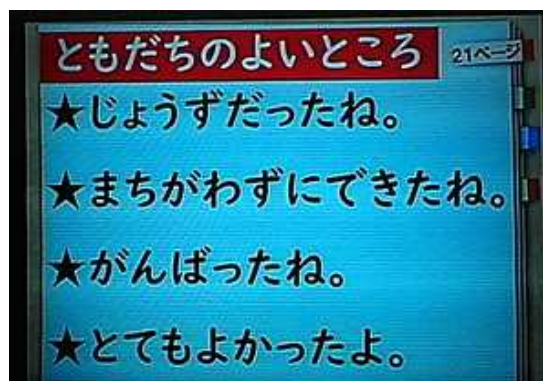 ともだちのよいところ
21ページ
★じょうずだったね。
★まちがわずにできたね。
★がんばったね。
★とてもよかったよ。